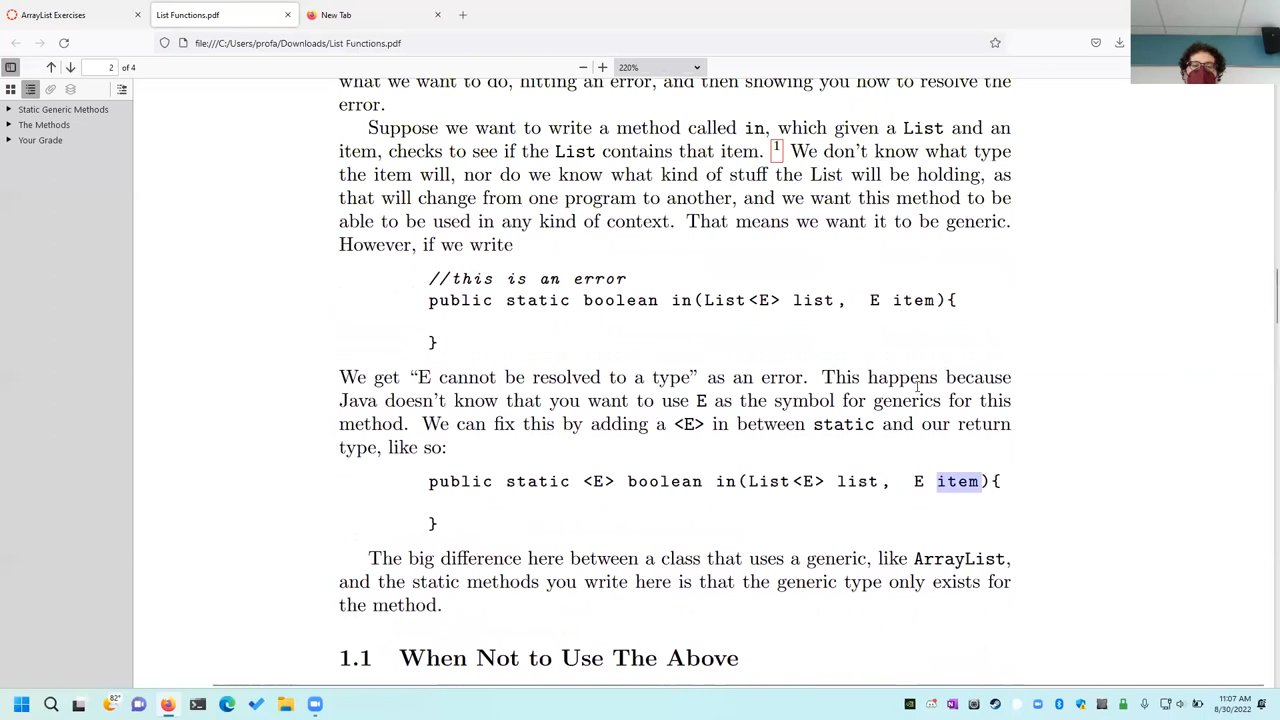 ArrayList Exercises
List Functions.pdf
New Tab
file:///C:/Users/profa/Downloads/List Functions.pdf
2 of 4
220%
Static Generic Methods
The Methods
Your Grade
what we want to do, hitting an error, and then showing you how to resolve the
error.
Suppose we want to write a method called in, which given a List and an
item, checks to see if the List contains that item. 1 We don't know what type
the item will, nor do we know what kind of stuff the List will be holding, as
that will change from one program to another, and we want this method to be
able to be used in any kind of context. That means we want it to be generic.
However, if we write
//this is an error
public static boolean in(List<E> list, E item){
}
We get “E cannot be resolved to a type” as an error. This happens because
Java doesn't know that you want to use E as the symbol for generics for this
method. We can fix this by adding a <E> in between static and our return
type, like so:
public static <E> boolean in(List<E> list, E item){
}
The big difference here between a class that uses a generic, like ArrayList,
and the static methods you write here is that the generic type only exists for
the method.
1.1 When Not to Use The Above
82°
11:07 AM
8/30/2022